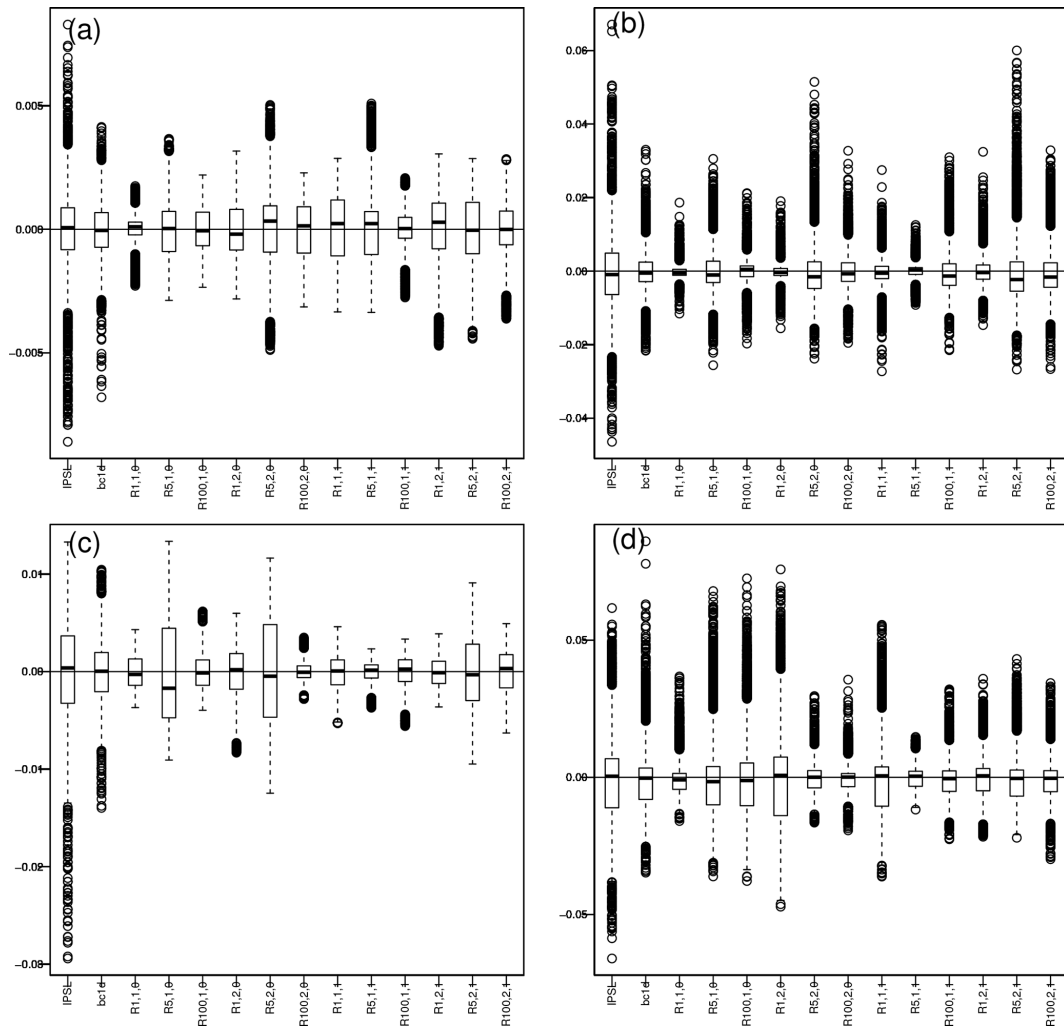 (a)
0.005
0.000
−0.005
IPSL
bc1d
R1,1,0
R5,1,0
R100,1,0
R1,2,0
R5,2,0
R100,2,0
R1,1,1
R5,1,1
R100,1,1
R1,2,1
R5,2,1
R100,2,1
(b)
0.06
0.04
0.02
0.00
−0.02
−0.04
IPSL
bc1d
R1,1,0
R5,1,0
R100,1,0
R1,2,0
R5,2,0
R100,2,0
R1,1,1
R5,1,1
R100,1,1
R1,2,1
R5,2,1
R100,2,1
(c)
0.01
0.00
−0.01
−0.02
−0.03
IPSL
bc1d
R1,1,0
R5,1,0
R100,1,0
R1,2,0
R5,2,0
R100,2,0
R1,1,1
R5,1,1
R100,1,1
R1,2,1
R5,2,1
R100,2,1
(d)
0.05
0.00
−0.05
IPSL
bc1d
R1,1,0
R5,1,0
R100,1,0
R1,2,0
R5,2,0
R105,2,0
R1,1,1
R5,1,1
R100,1,1
R1,2,1
R5,2,1
R100,2,1